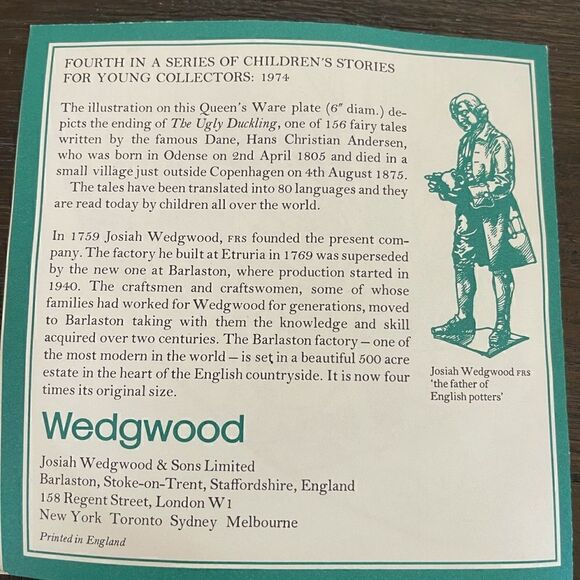 FOURTH IN A SERIES OF CHILDREN'S STORIES
FOR YOUNG COLLECTORS: 1974
The illustration on this Queen's Ware plate (6″ diam.) de-
picts the ending of The Ugly Duckling, one of 156 fairy tales
written by the famous Dane, Hans Christian Andersen,
who was born in Odense on 2nd April 1805 and died in a
small village just outside Copenhagen on 4th August 1875.
The tales have been translated into 80 languages and they
are read today by children all over the world.
In 1759 Josiah Wedgwood, FRS founded the present com-
pany. The factory he built at Etruria in 1769 was superseded
by the new one at Barlaston, where production started in
1940. The craftsmen and craftswomen, some of whose
families had worked for Wedgwood for generations, moved
to Barlaston taking with them the knowledge and skill
acquired over two centuries. The Barlaston factory – one of
the most modern in the world – is set in a beautiful 500 acre
estate in the heart of the English countryside. It is now four
times its original size.
Josiah Wedgwood FRS
'the father of
English potters'
Wedgwood
Josiah Wedgwood & Sons Limited
Barlaston, Stoke-on-Trent, Staffordshire, England
158 Regent Street, London W1
New York Toronto Sydney Melbourne
Printed in England